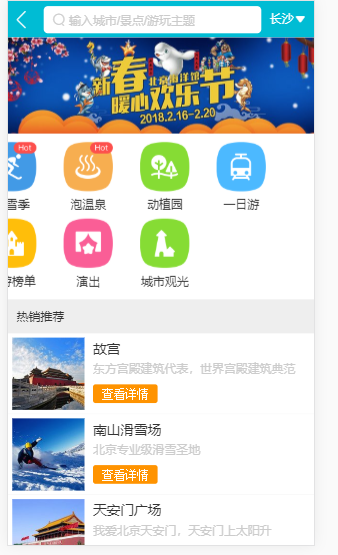 输入城市/景点/游玩主题
长沙
新春
北京海洋馆
暖心欢乐节
2018.2.16-2.20
Hot
Hot
雪季
泡温泉
动植园
一日游
游榜单
演出
城市观光
热销推荐
故宫
东方宫殿建筑代表，世界宫殿建筑典范
查看详情
南山滑雪场
北京专业级滑雪圣地
查看详情
天安门广场
我爱北京天安门，天安门上太阳升